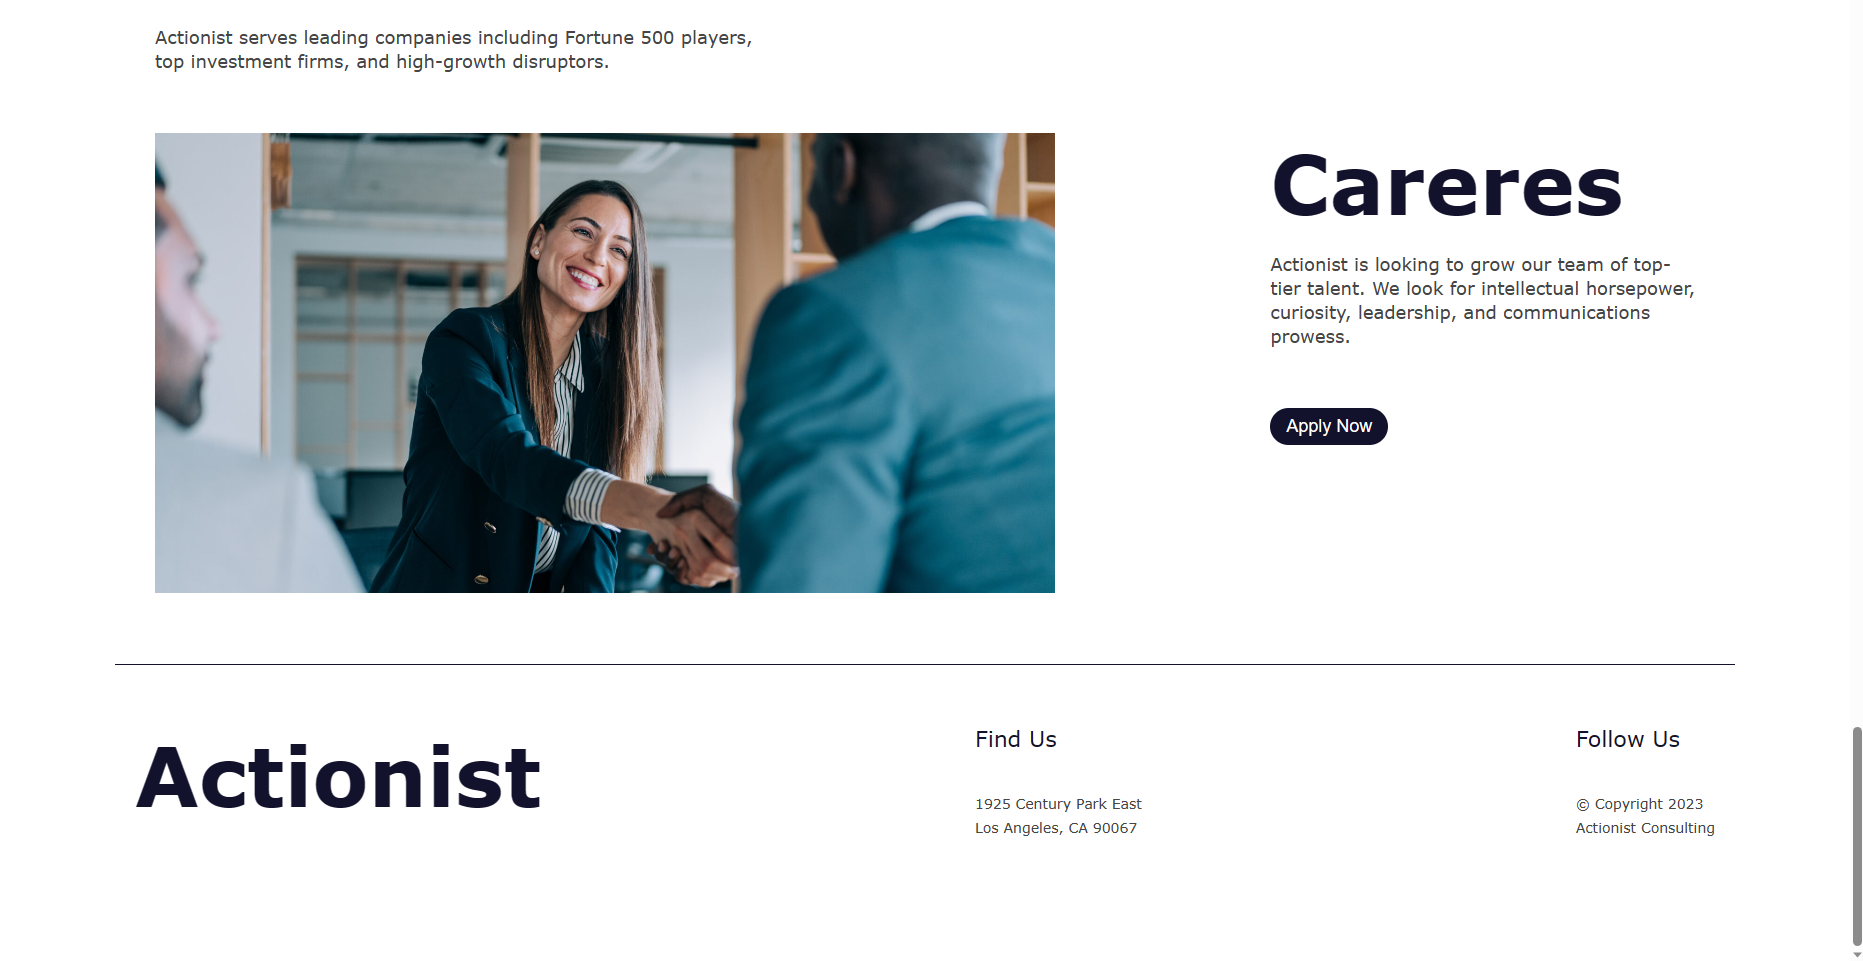 Actionist serves leading companies including Fortune 500 players,
top investment firms, and high-growth disruptors.
Careres
Actionist is looking to grow our team of top-
tier talent. We look for intellectual horsepower,
curiosity, leadership, and communications
prowess.
Apply Now
Actionist
Find Us
1925 Century Park East
Los Angeles, CA 90067
Follow Us
© Copyright 2023
Actionist Consulting